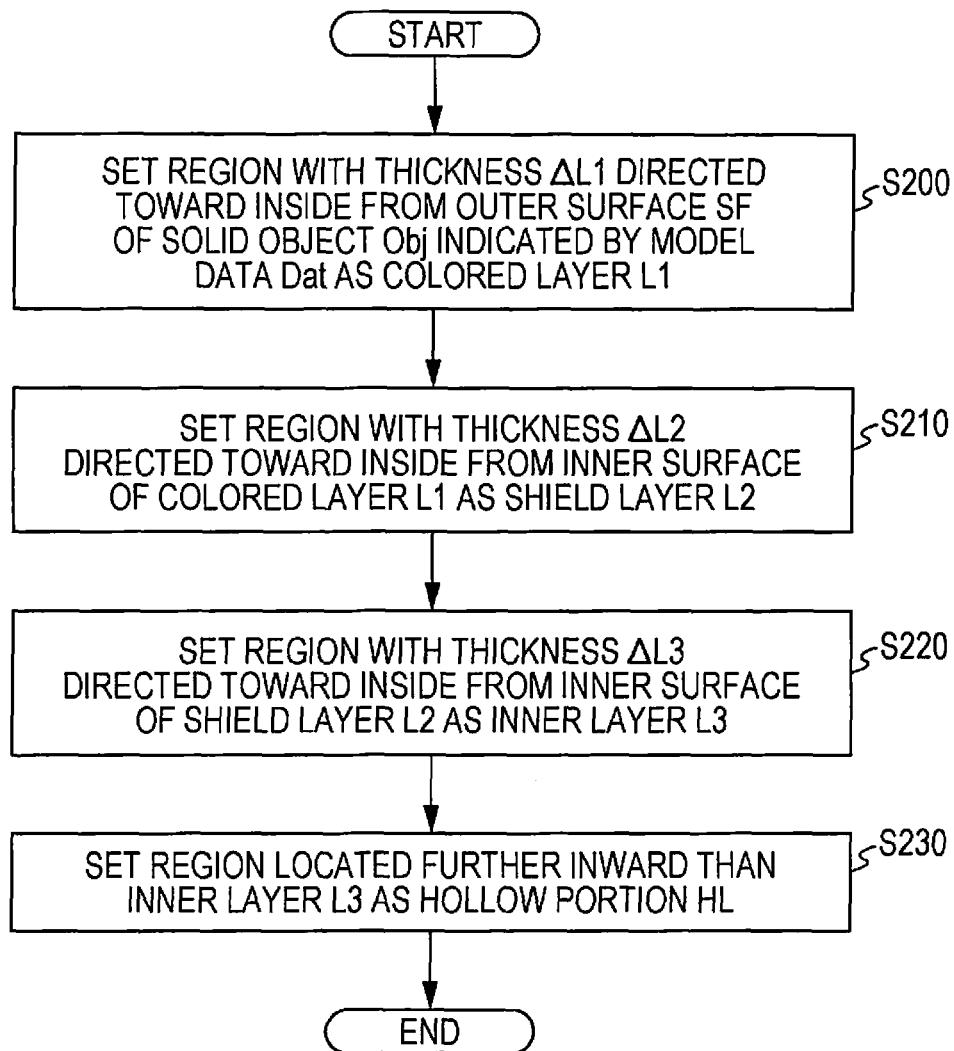 START
SET REGION WITH THICKNESS ΔL1 DIRECTED
TOWARD INSIDE FROM OUTER SURFACE SF
OF SOLID OBJECT Obj INDICATED BY MODEL
DATA Dat AS COLORED LAYER L1
S200
SET REGION WITH THICKNESS ΔL2
DIRECTED TOWARD INSIDE FROM INNER SURFACE
OF COLORED LAYER L1 AS SHIELD LAYER L2
S210
SET REGION WITH THICKNESS ΔL3
DIRECTED TOWARD INSIDE FROM INNER SURFACE
OF SHIELD LAYER L2 AS INNER LAYER L3
S220
SET REGION LOCATED FURTHER INWARD THAN
INNER LAYER L3 AS HOLLOW PORTION HL
S230
END